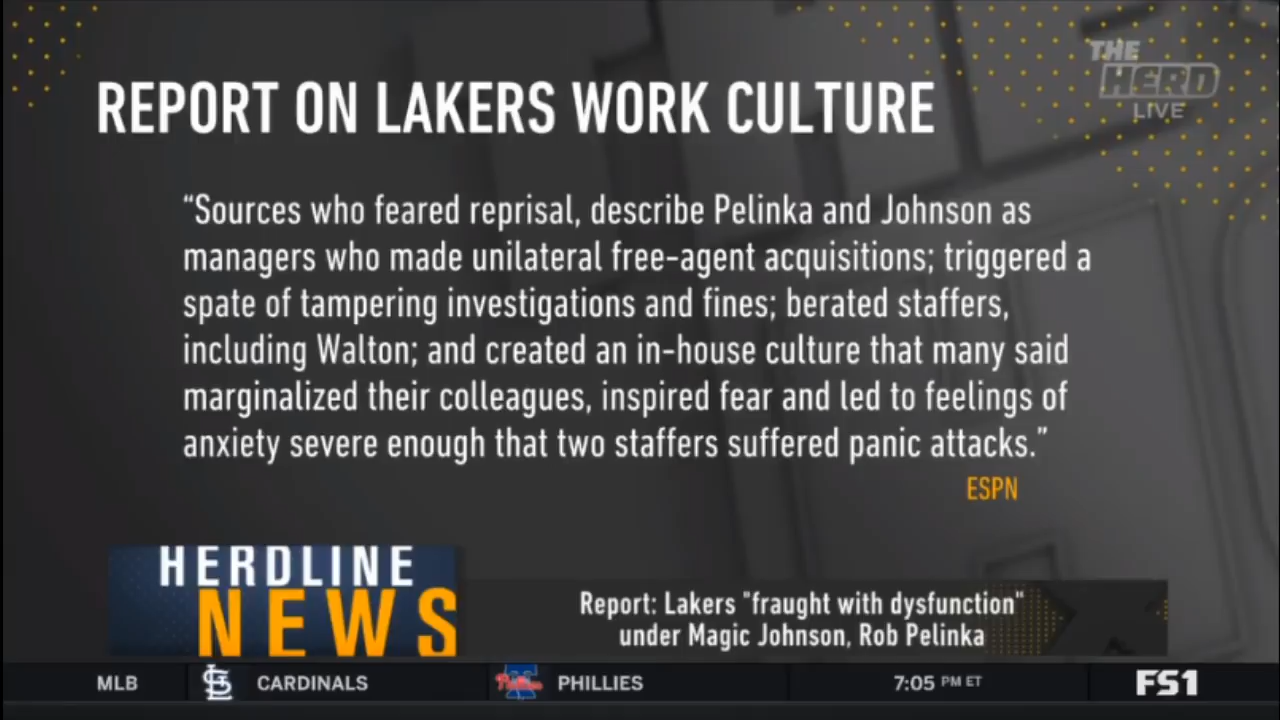 THE
HERD
LIVE
REPORT ON LAKERS WORK CULTURE
“Sources who feared reprisal, describe Pelinka and Johnson as
managers who made unilateral free-agent acquisitions; triggered a
spate of tampering investigations and fines; berated staffers,
including Walton; and created an in-house culture that many said
marginalized their colleagues, inspired fear and led to feelings of
anxiety severe enough that two staffers suffered panic attacks.”
ESPN
HERDLINE
NEWS
Report: Lakers "fraught with dysfunction"
under Magic Johnson, Rob Pelinka
MLB STL CARDINALS Phillies PHILLIES 7:05 PM ET FS1